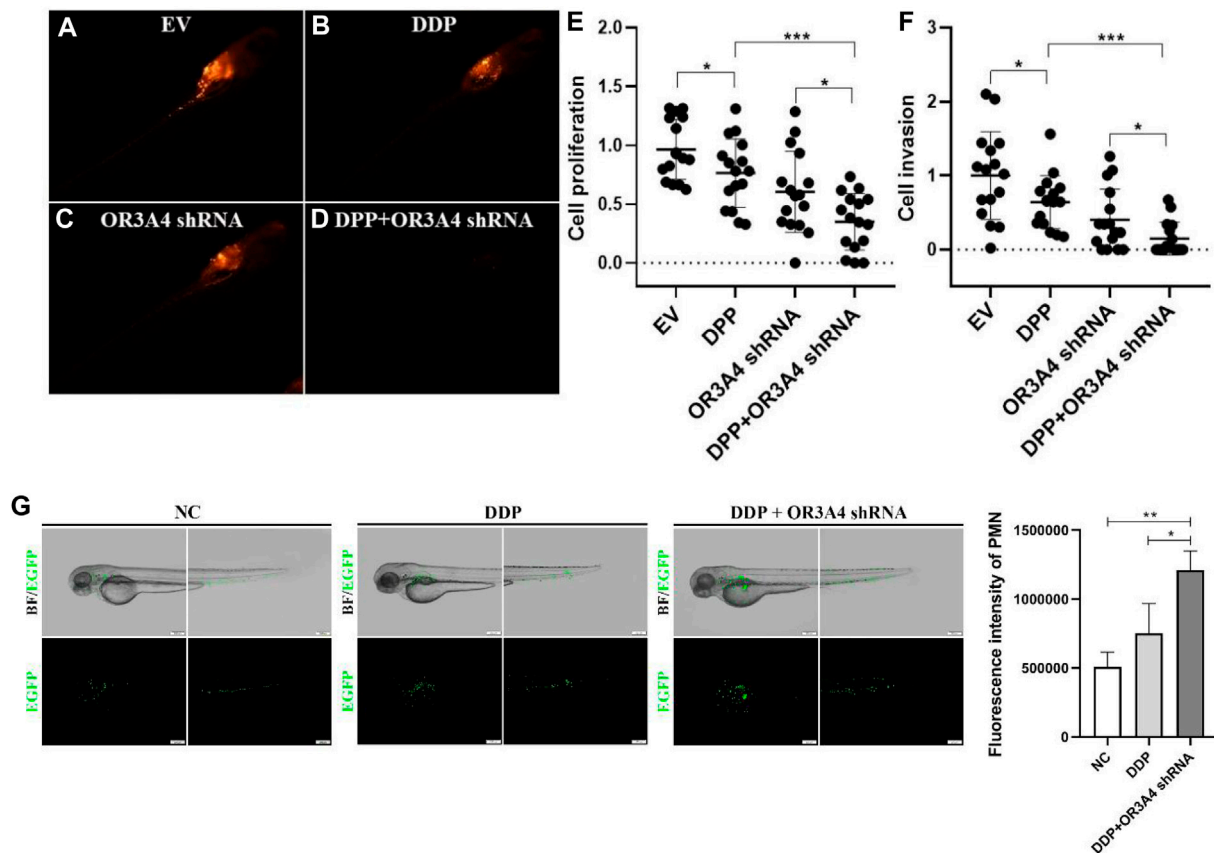 A
EV
B
DDP
C
OR3A4 shRNA
D
DPP+OR3A4 shRNA
E
Cell proliferation
2.0
1.5
1.0
0.5
0.0
*
***
*
EV
DPP
OR3A4 shRNA
DPP+OR3A4 shRNA
F
Cell invasion
3
2
1
0
*
***
*
EV
DPP
OR3A4 shRNA
DPP+OR3A4 shRNA
G
NC
DDP
DDP + OR3A4 shRNA
BF/EGFP
BF/EGFP
BF/EGFP
EGFP
EGFP
EGFP
Fluorescence intensity of PMN
1500000
1000000
500000
0
**
*
NC
DDP
DDP+OR3A4 shRNA